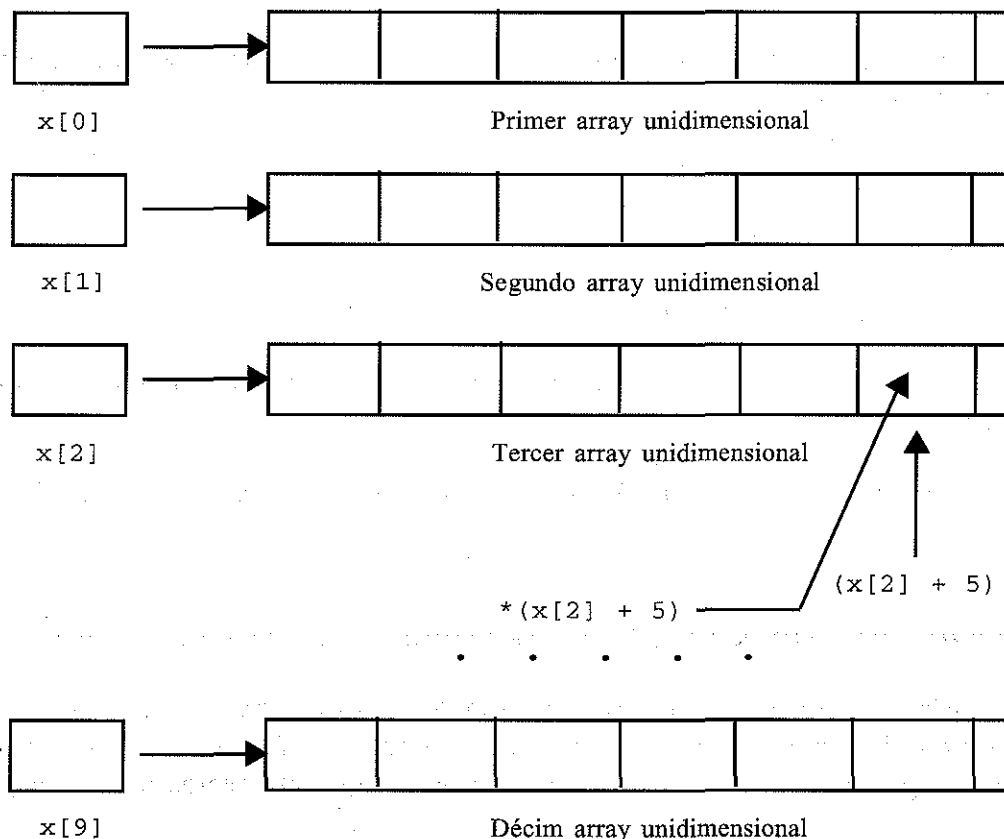 x[0]
Primer array unidimensional
x[1]
Segundo array unidimensional
x[2]
Tercer array unidimensional
(x[2] + 5)
*(x[2] + 5)
. . . . .
x[9]
Décim array unidimensional